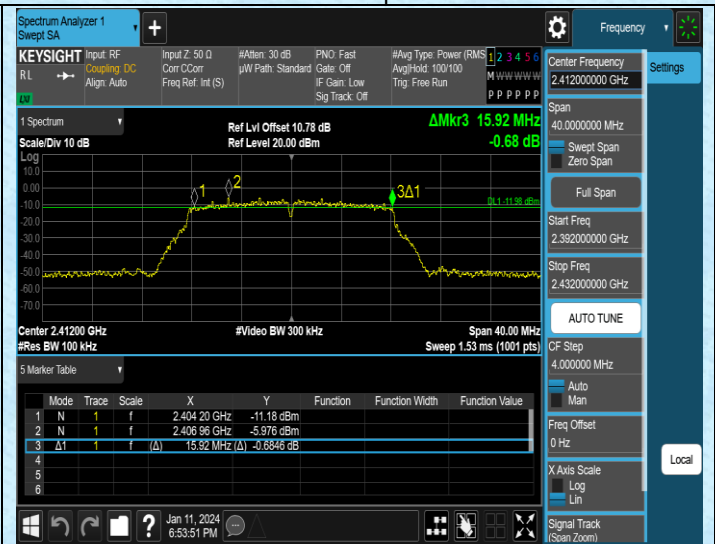 Spectrum Analyzer 1
Swept SA
+
Frequency
KEYSIGHT
RL
Input: RF
Coupling: DC
Align: Auto
Input Z: 50 Ω
Corr CCorr
Freq Ref: Int (S)
#Atten: 30 dB
µW Path: Standard
PNO: Fast
Gate: Off
IF Gain: Low
Sig Track: Off
#Avg Type: Power (RMS
Avg|Hold: 100/100
Trig: Free Run
1 2 3 4 5 6
M W W W W W
P P P P P P
Center Frequency
2.412000000 GHz
Settings
1 Spectrum
Scale/Div 10 dB
Ref Lvl Offset 10.78 dB
Ref Level 20.00 dBm
ΔMkr3 15.92 MHz
-0.68 dB
Log
10.0
0.00
-10.0
-20.0
-30.0
-40.0
-50.0
-60.0
-70.0
1
2
3Δ1
DL1 -11.98 dBm
Center 2.41200 GHz
#Res BW 100 kHz
#Video BW 300 kHz
Span 40.00 MHz
Sweep 1.53 ms (1001 pts)
Span
40.0000000 MHz
Swept Span
Zero Span
Full Span
Start Freq
2.392000000 GHz
Stop Freq
2.432000000 GHz
AUTO TUNE
CF Step
4.000000 MHz
Auto
Man
Freq Offset
0 Hz
X Axis Scale
Log
Lin
Signal Track
(Span Zoom)
Local
5 Marker Table
Mode Trace Scale X Y Function Function Width Function Value
1 N 1 f 2.404 20 GHz -11.18 dBm
2 N 1 f 2.406 96 GHz -5.976 dBm
3 Δ1 1 f (Δ) 15.92 MHz (Δ) -0.6846 dB
4
5
6
?
Jan 11, 2024
6:53:51 PM